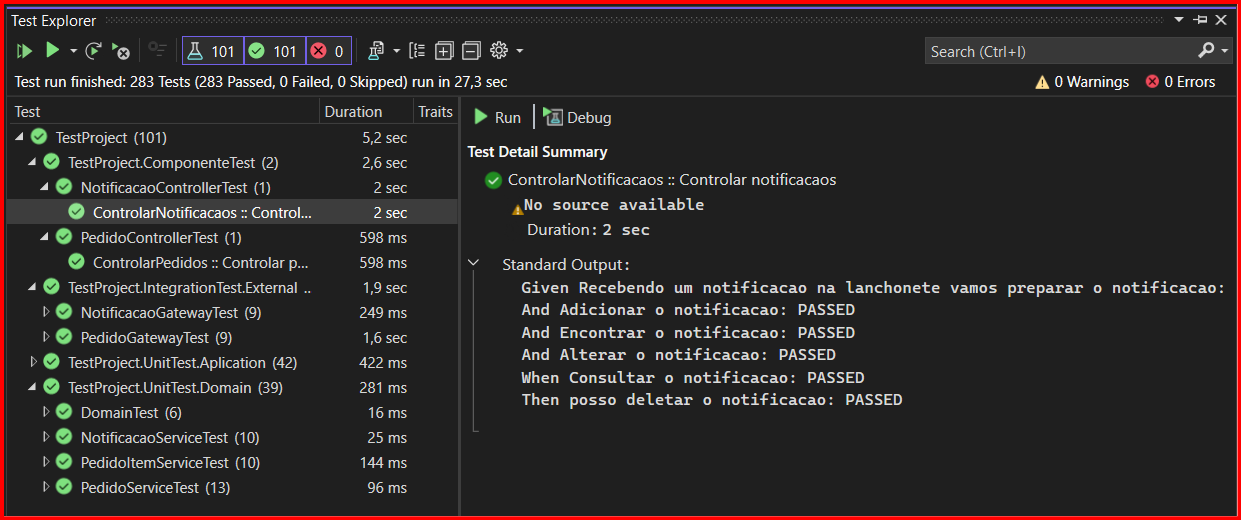 Test Explorer
101 101 0
Search (Ctrl+I)
Test run finished: 283 Tests (283 Passed, 0 Failed, 0 Skipped) run in 27,3 sec
0 Warnings 0 Errors
Test Duration Traits
TestProject (101) 5,2 sec
TestProject.ComponenteTest (2) 2,6 sec
NotificacaoControllerTest (1) 2 sec
ControlarNotificacaos :: Control... 2 sec
PedidoControllerTest (1) 598 ms
ControlarPedidos :: Controlar p... 598 ms
TestProject.IntegrationTest.External .. 1,9 sec
NotificacaoGatewayTest (9) 249 ms
PedidoGatewayTest (9) 1,6 sec
TestProject.UnitTest.Aplication (42) 422 ms
TestProject.UnitTest.Domain (39) 281 ms
DomainTest (6) 16 ms
NotificacaoServiceTest (10) 25 ms
PedidoItemServiceTest (10) 144 ms
PedidoServiceTest (13) 96 ms
Run Debug
Test Detail Summary
ControlarNotificacaos :: Controlar notificacaos
No source available
Duration: 2 sec
Standard Output:
Given Recebendo um notificacao na lanchonete vamos preparar o notificacao:
And Adicionar o notificacao: PASSED
And Encontrar o notificacao: PASSED
And Alterar o notificacao: PASSED
When Consultar o notificacao: PASSED
Then posso deletar o notificacao: PASSED